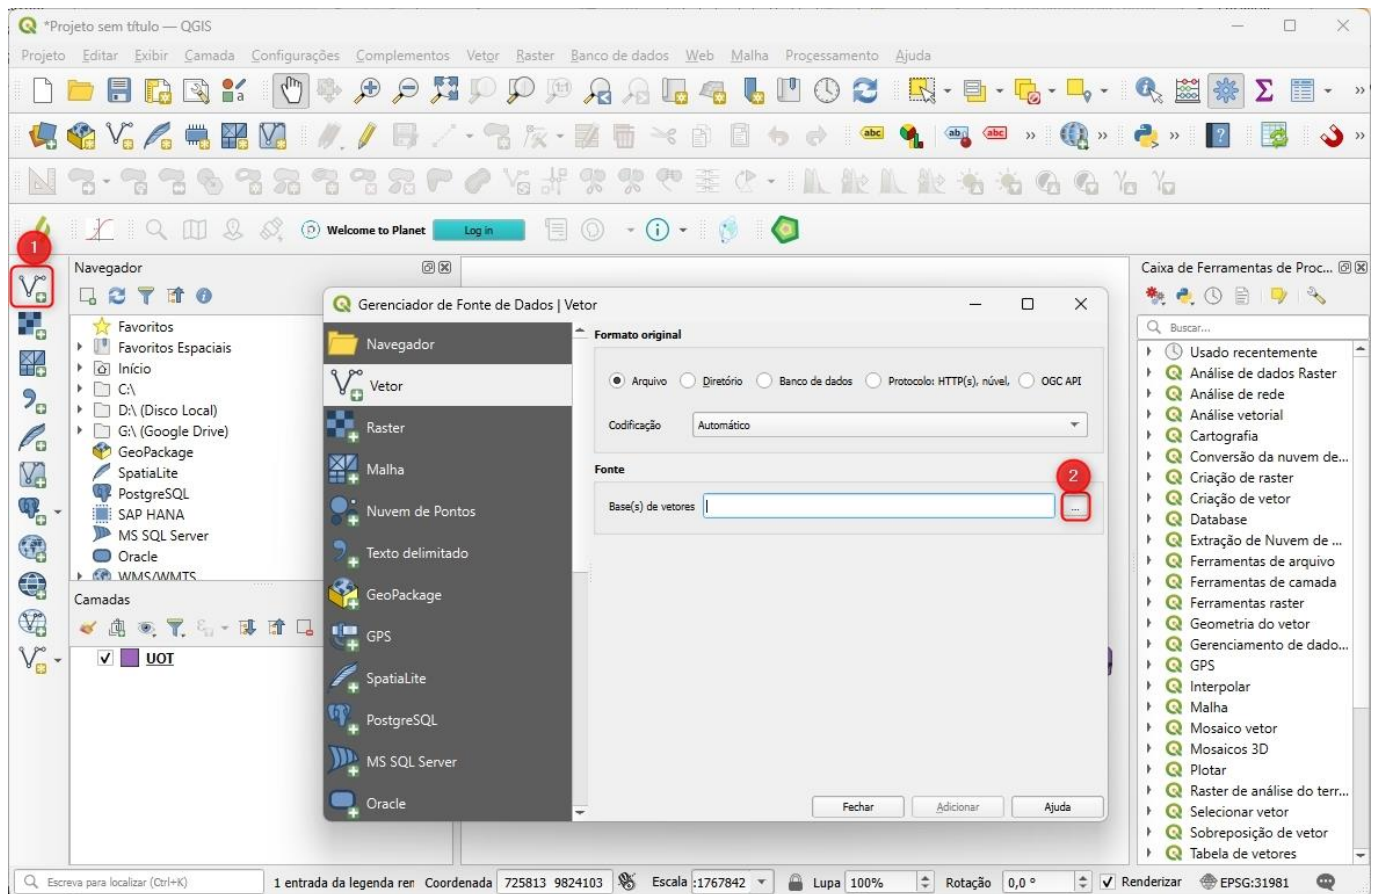 *Projeto sem título — QGIS
Projeto Editar Exibir Camada Configurações Complementos Vetor Raster Banco de dados Web Malha Processamento Ajuda
abc abc
Welcome to Planet Log in
1
Navegador
Favoritos
Favoritos Espaciais
Início
C:\
D:\ (Disco Local)
G:\ (Google Drive)
GeoPackage
SpatiaLite
PostgreSQL
SAP HANA
MS SQL Server
Oracle
WMS/WMTS
Camadas
UOT
Gerenciador de Fonte de Dados | Vetor
Navegador
Vetor
Raster
Malha
Nuvem de Pontos
Texto delimitado
GeoPackage
GPS
SpatiaLite
PostgreSQL
MS SQL Server
Oracle
Formato original
Arquivo Diretório Banco de dados Protocolo: HTTP(s), núvel, OGC API
Codificação Automático
Fonte
2
Base(s) de vetores ...
Fechar Adicionar Ajuda
Caixa de Ferramentas de Proc...
Buscar...
Usado recentemente
Análise de dados Raster
Análise de rede
Análise vetorial
Cartografia
Conversão da nuvem de...
Criação de raster
Criação de vetor
Database
Extração de Nuvem de ...
Ferramentas de arquivo
Ferramentas de camada
Ferramentas raster
Geometria do vetor
Gerenciamento de dado...
GPS
Interpolar
Malha
Mosaico vetor
Mosaicos 3D
Plotar
Raster de análise do terr...
Selecionar vetor
Sobreposição de vetor
Tabela de vetores
Escreva para localizar (Ctrl+K) 1 entrada da legenda ren Coordenada 725813 9824103 Escala :1767842 Lupa 100% Rotação 0,0 ° Renderizar EPSG:31981